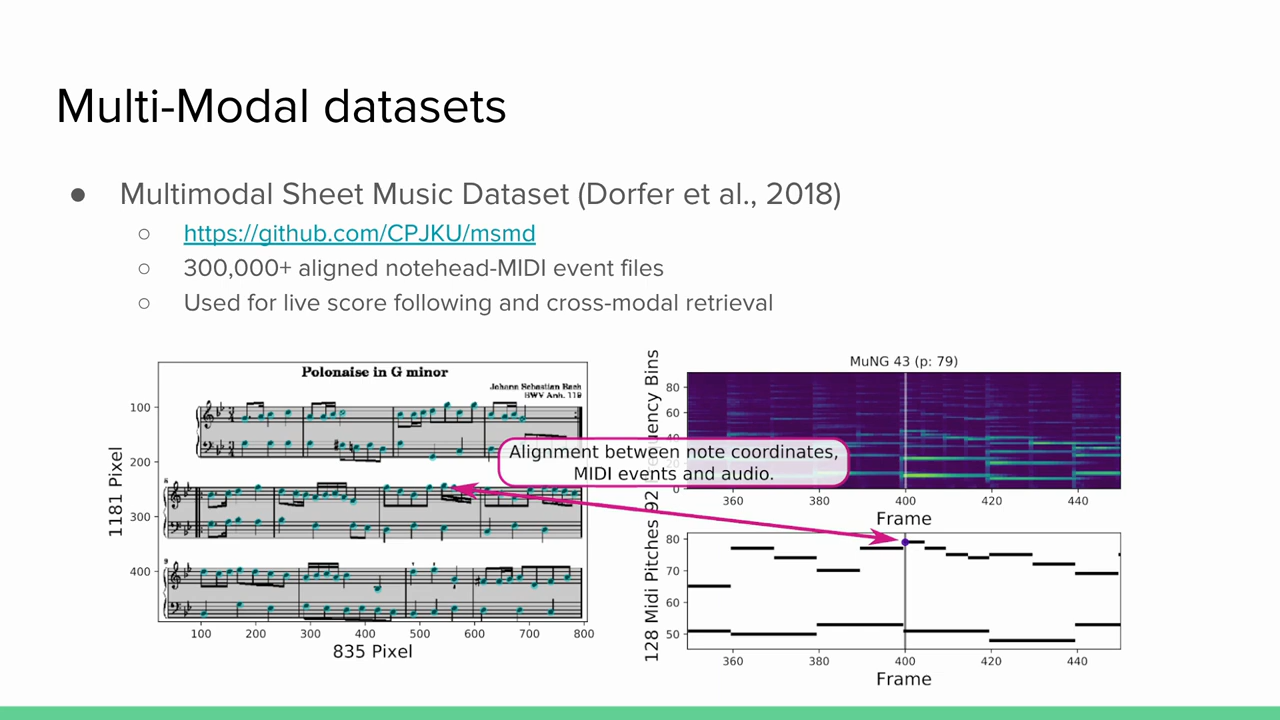 Multi-Modal datasets
● Multimodal Sheet Music Dataset (Dorfer et al., 2018)
○ https://github.com/CPJKU/msmd
○ 300,000+ aligned notehead-MIDI event files
○ Used for live score following and cross-modal retrieval
Polonaise in G minor
Johann Sebastian Bach
BWV Anh. 119
1181 Pixel
100
200
300
400
100 200 300 400 500 600 700 800
835 Pixel
Alignment between note coordinates,
MIDI events and audio.
MuNG 43 (p: 79)
92 Frequency Bins
80
60
40
20
0
360 380 400 420 440
Frame
128 Midi Pitches
80
70
60
50
360 380 400 420 440
Frame